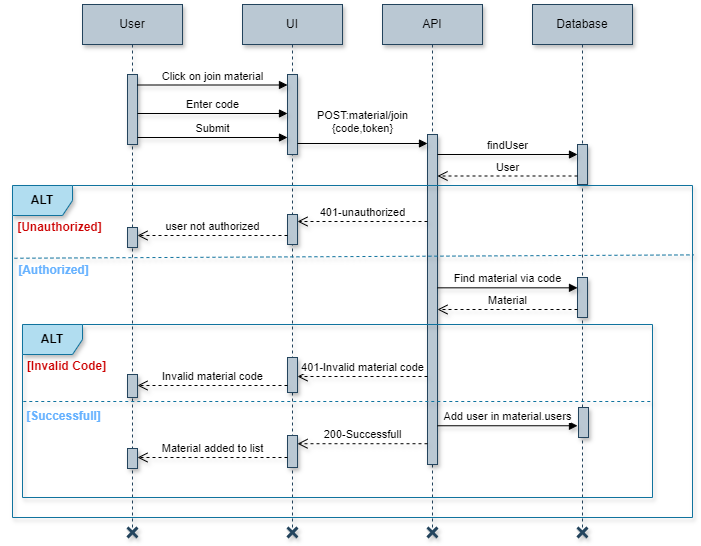 User
UI
API
Database
Click on join material
Enter code
Submit
POST:material/join
{code,token}
findUser
User
ALT
[Unauthorized]
401-unauthorized
user not authorized
[Authorized]
Find material via code
Material
ALT
[Invalid Code]
401-Invalid material code
Invalid material code
[Successfull]
Add user in material.users
200-Successfull
Material added to list